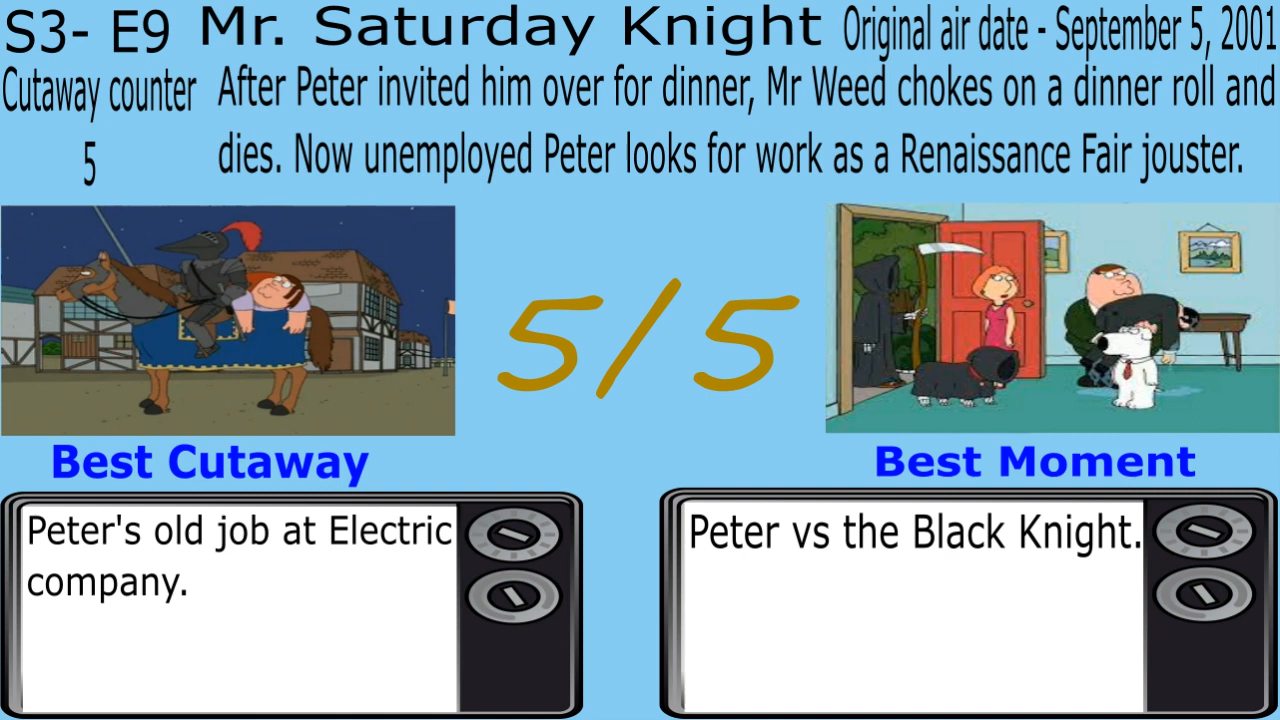 S3- E9 Mr. Saturday Knight Original air date - September 5, 2001
Cutaway counter
5
After Peter invited him over for dinner, Mr Weed chokes on a dinner roll and
dies. Now unemployed Peter looks for work as a Renaissance Fair jouster.
5/5
Best Cutaway
Best Moment
Peter's old job at Electric
company.
Peter vs the Black Knight.